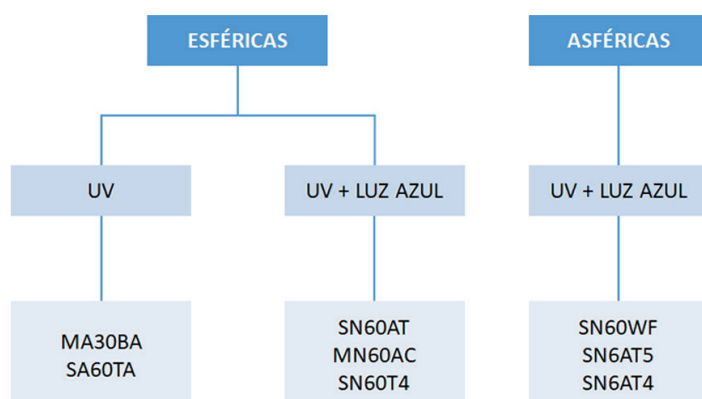 ESFÉRICAS
ASFÉRICAS
UV
UV + LUZ AZUL
UV + LUZ AZUL
MA30BA
SA60TA
SN60AT
MN60AC
SN60T4
SN60WF
SN6AT5
SN6AT4